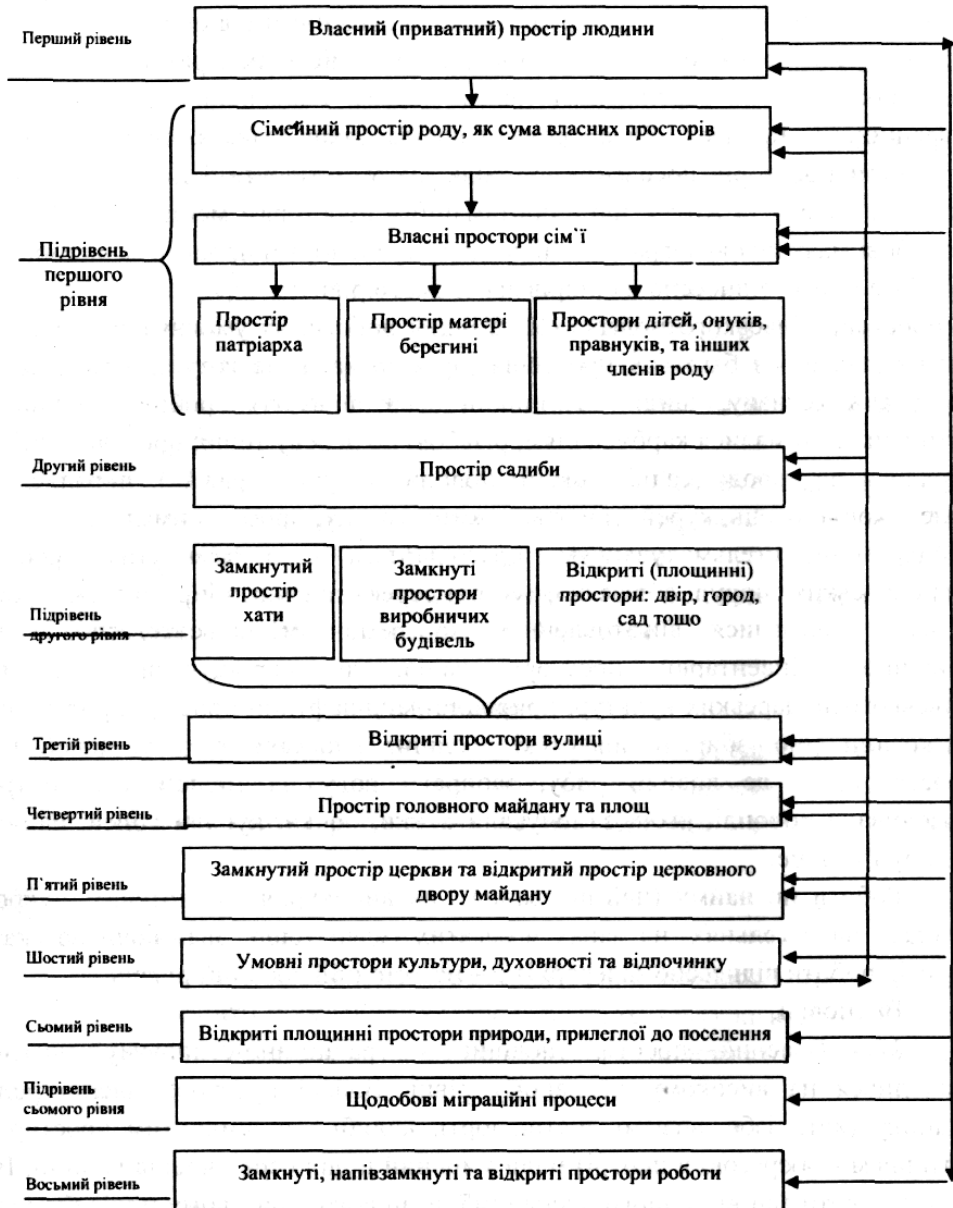 Перший рівень
Власний (приватний) простір людини
Сімейний простір роду, як сума власних просторів
Підрівень
першого
рівня
Власні простори сім`ї
Простір
патріарха
Простір матері
берегині
Простори дітей, онуків,
правнуків, та інших
членів роду
Другий рівень
Простір садиби
Підрівень
другого рівня
Замкнутий
простір
хати
Замкнуті
простори
виробничих
будівель
Відкриті (площинні)
простори: двір, город,
сад тощо
Третій рівень
Відкриті простори вулиці
Четвертий рівень
Простір головного майдану та площ
П`ятий рівень
Замкнутий простір церкви та відкритий простір церковного
двору майдану
Шостий рівень
Умовні простори культури, духовності та відпочинку
Сьомий рівень
Відкриті площинні простори природи, прилеглої до поселення
Підрівень
сьомого рівня
Щодобові міграційні процеси
Восьмий рівень
Замкнуті, напівзамкнуті та відкриті простори роботи